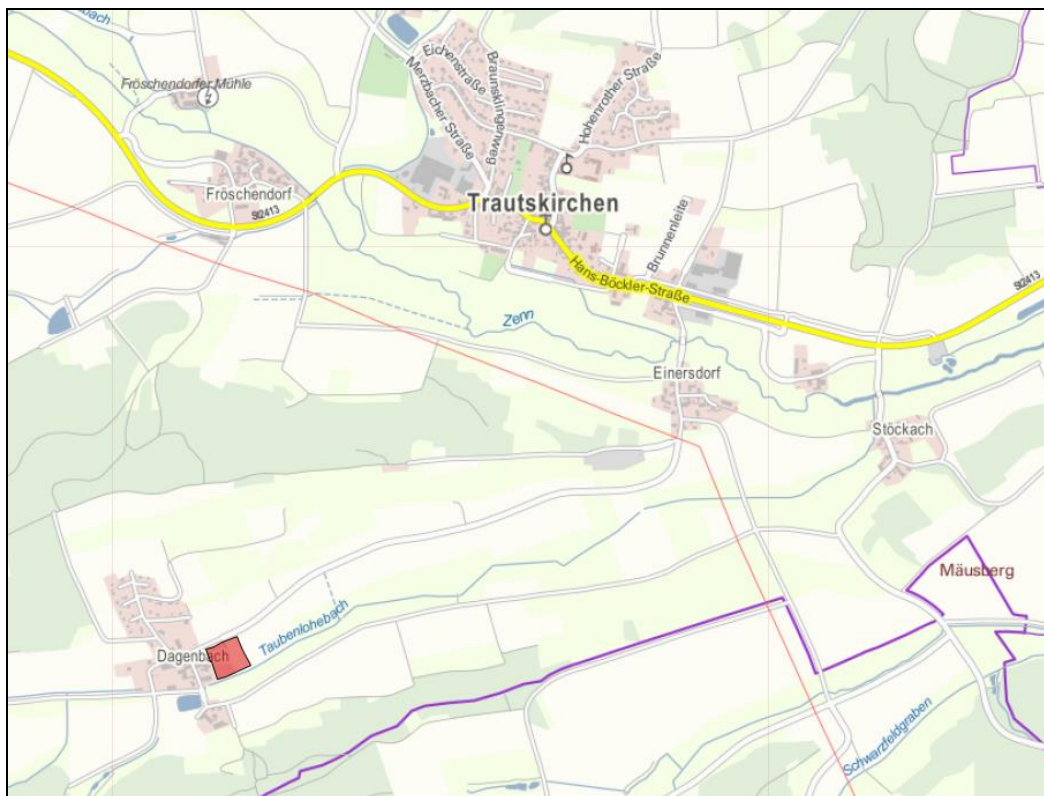 Eichenstraße
Braunsklingenweg
Merzbacher Straße
Hohenrother Straße
Fröschendorfer Mühle
Fröschendorf
St2413
Trautskirchen
Brunnenleite
Hans-Böckler-Straße
St2413
Zenn
Einersdorf
Stöckach
Mäusberg
Taubenlohebach
Dagenbach
Schwarzfeldgraben